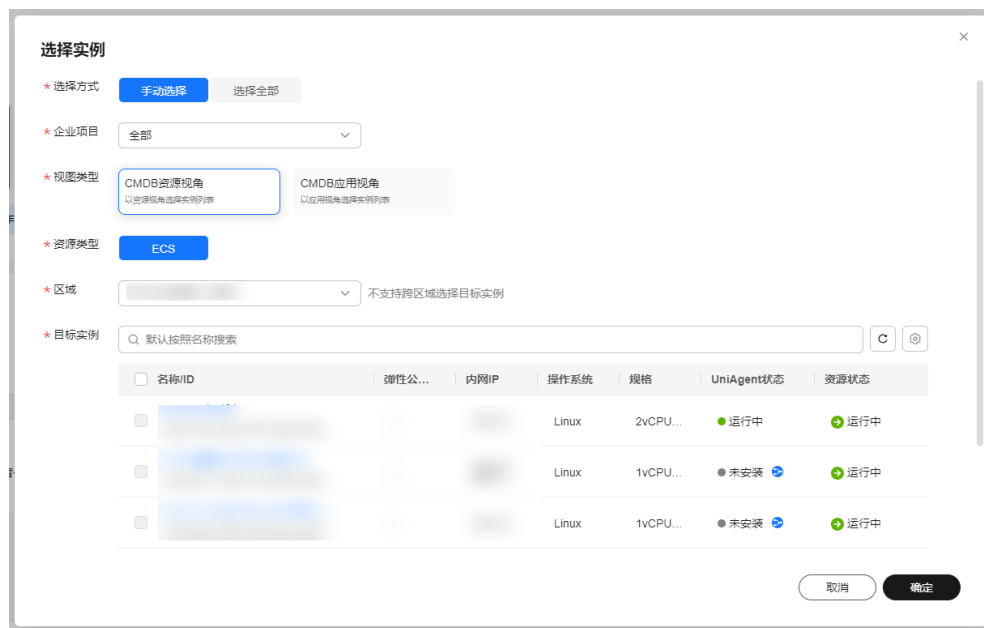 选择实例
* 选择方式
手动选择
选择全部
* 企业项目
全部
* 视图类型
CMDB资源视角
以资源视角选择实例列表
CMDB应用视角
以应用视角选择实例列表
* 资源类型
ECS
* 区域
不支持跨区域选择目标实例
* 目标实例
默认按照名称搜索
名称/ID 弹性公... 内网IP 操作系统 规格 UniAgent状态 资源状态
Linux 2vCPU... 运行中 运行中
Linux 1vCPU... 未安装 运行中
Linux 1vCPU... 未安装 运行中
取消
确定